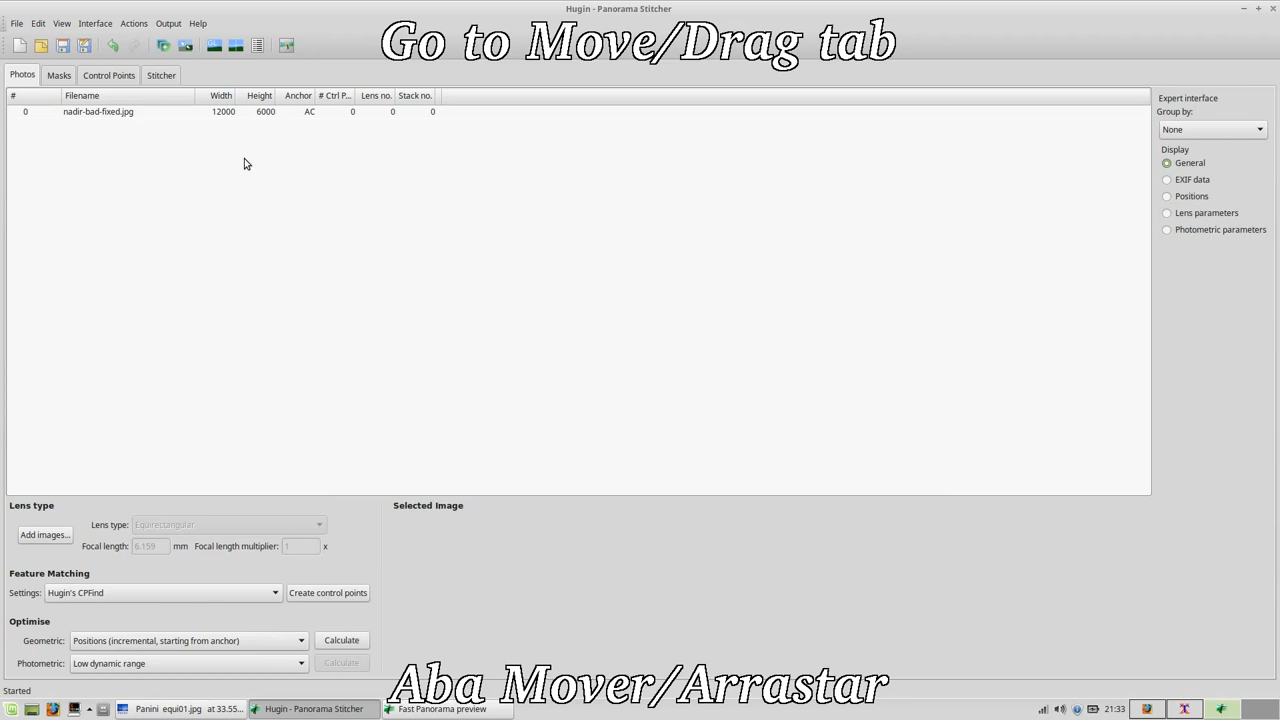 Hugin - Panorama Stitcher
File Edit View Interface Actions Output Help
Go to Move/Drag tab
Photos Masks Control Points Stitcher
# Filename Width Height Anchor # Ctrl P... Lens no. Stack no.
0 nadir-bad-fixed.jpg 12000 6000 AC 0 0 0
Expert interface
Group by:
None
Display
General
EXIF data
Positions
Lens parameters
Photometric parameters
Lens type
Selected Image
Add images...
Lens type: Equirectangular
Focal length: 6.159 mm Focal length multiplier: 1 x
Feature Matching
Settings: Hugin's CPFind Create control points
Optimise
Geometric: Positions (incremental, starting from anchor) Calculate
Photometric: Low dynamic range Calculate
Aba Mover/Arrastar
Started
Panini equi01.jpg at 33.55... Hugin - Panorama Stitcher Fast Panorama preview 21:33